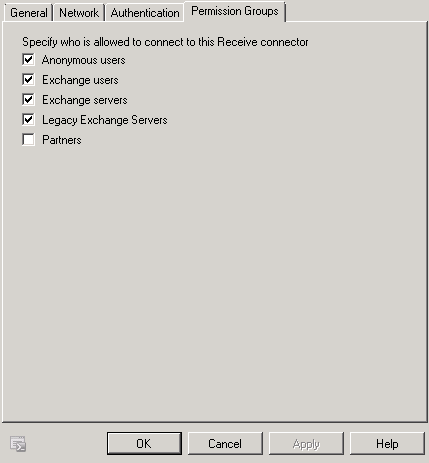 General Network Authentication Permission Groups
Specify who is allowed to connect to this Receive connector
Anonymous users
Exchange users
Exchange servers
Legacy Exchange Servers
Partners
OK Cancel Apply Help